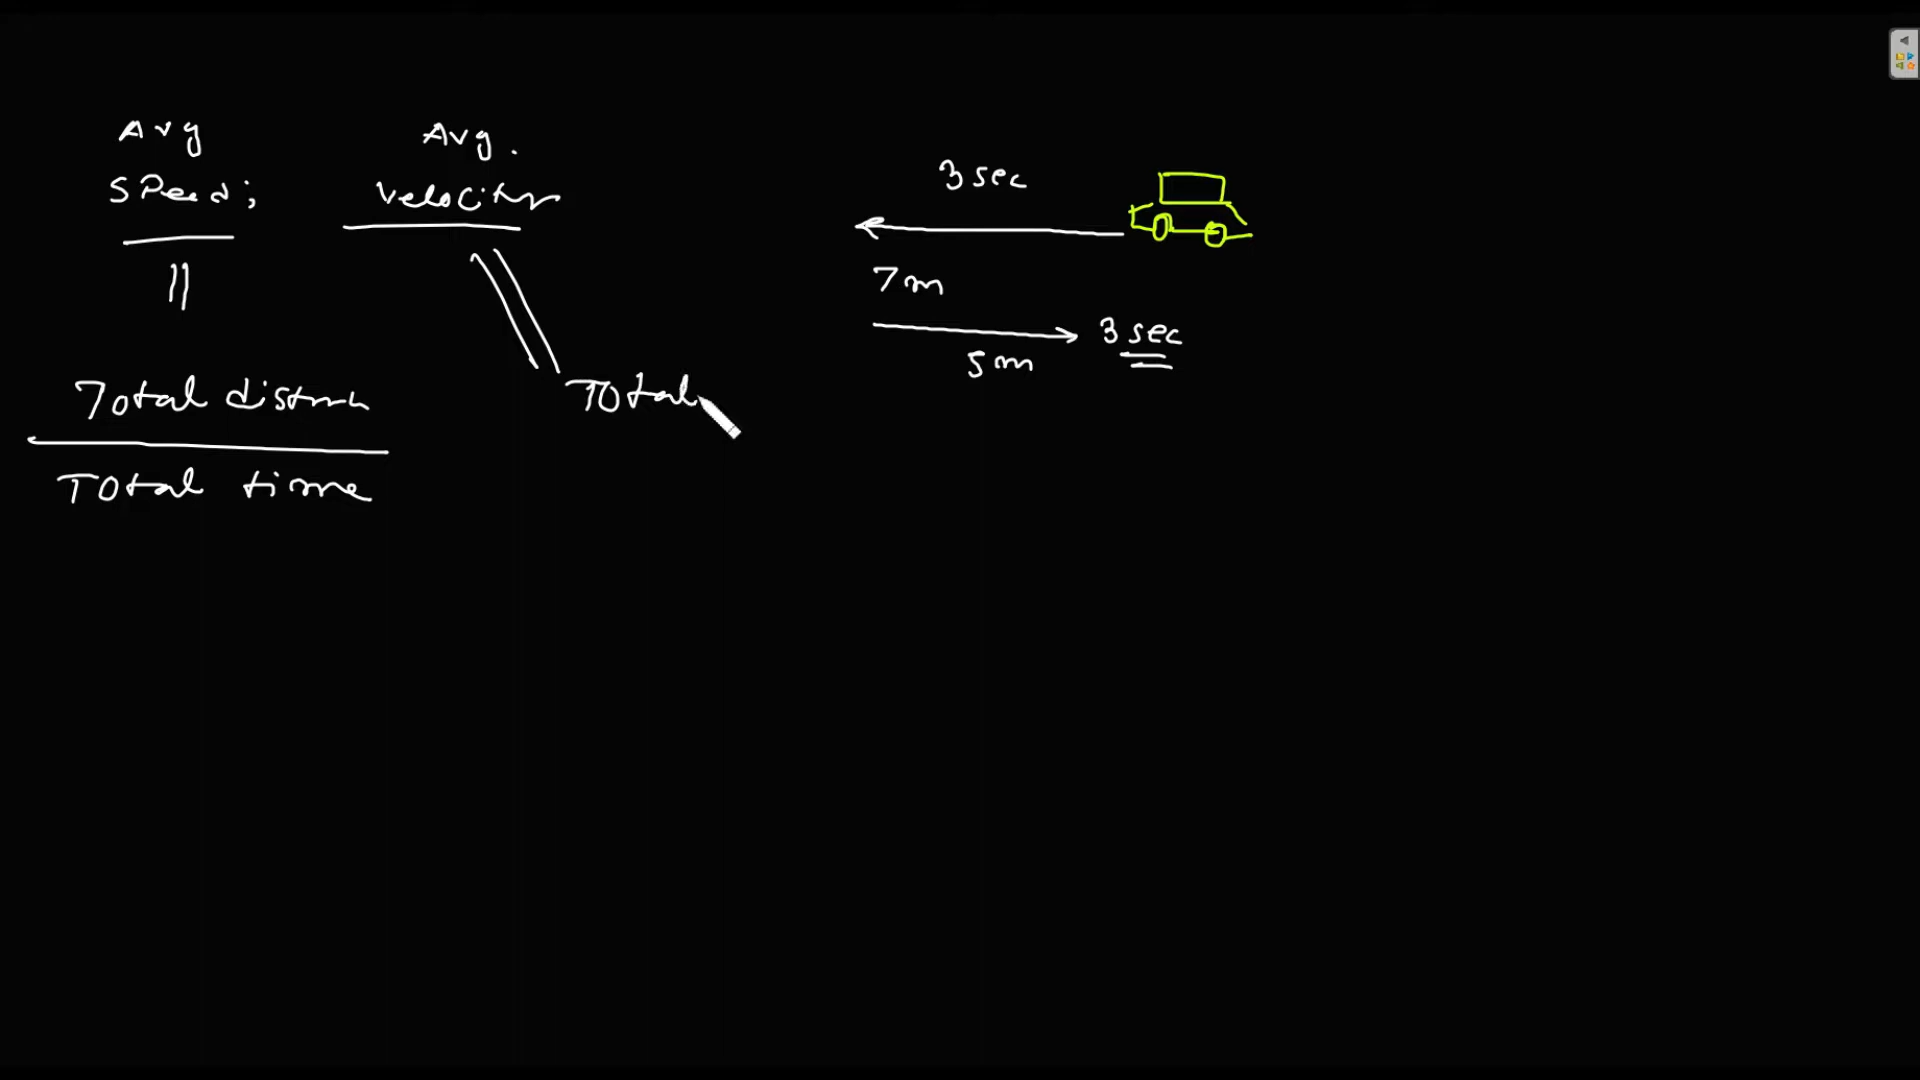 Avg
Speed;
Avg.
velocity
||
Total distance
Total time
Total
3 sec
7m
3 sec
5m